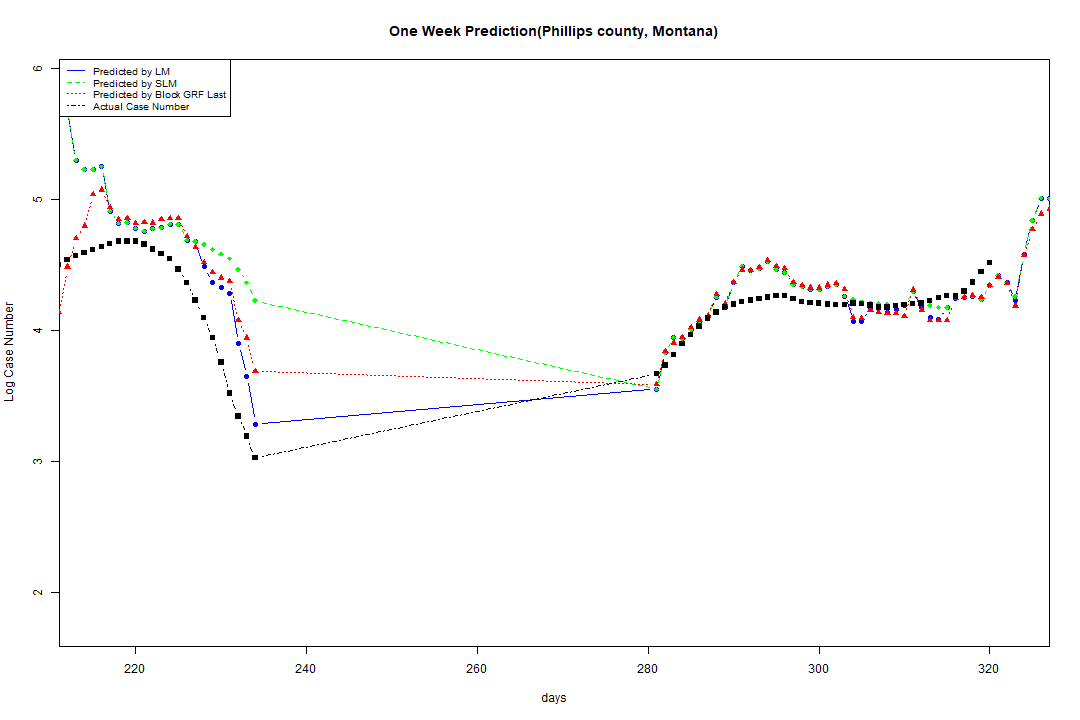 One Week Prediction(Phillips county, Montana)
6
Predicted by LM
Predicted by SLM
Predicted by Block GRF Last
Actual Case Number
5
4
3
2
Log Case Number
220 240 260 280 300 320
days